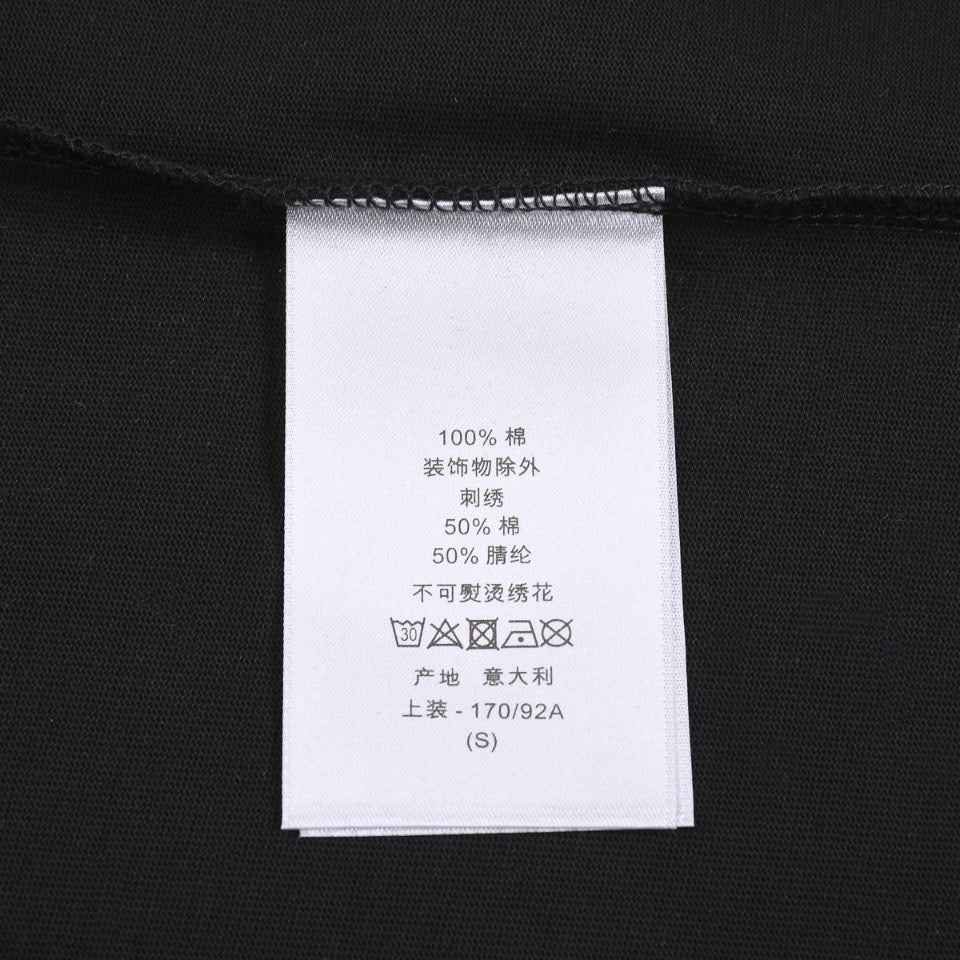 100% 棉
装饰物除外
刺绣
50% 棉
50% 腈纶
不可熨烫绣花
30
产地 意大利
上装 - 170/92A
(S)